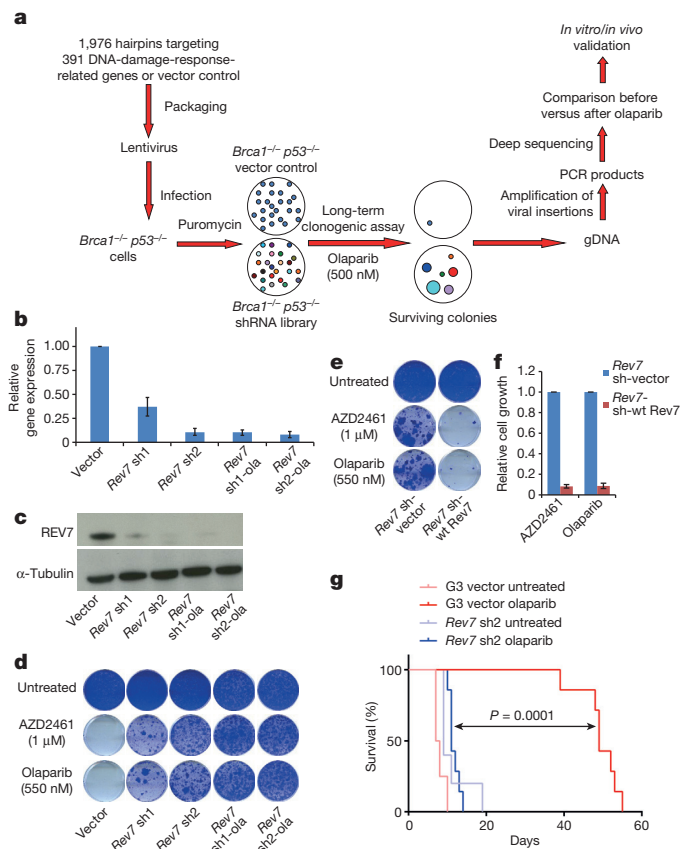 a
1,976 hairpins targeting
391 DNA-damage-response-
related genes or vector control
Packaging
Lentivirus
Infection
Brca1–/– p53–/–
cells
Puromycin
Brca1–/– p53–/–
vector control
Brca1–/– p53–/–
shRNA library
Long-term
clonogenic assay
Olaparib
(500 nM)
Surviving colonies
gDNA
Amplification of
viral insertions
PCR products
Deep sequencing
Comparison before
versus after olaparib
In vitro/in vivo
validation
b
Relative
gene expression
1.00
0.75
0.50
0.25
0
Vector
Rev7 sh1
Rev7 sh2
Rev7
sh1-ola
Rev7
sh2-ola
c
REV7
α-Tubulin
Vector
Rev7 sh1
Rev7 sh2
Rev7
sh1-ola
Rev7
sh2-ola
d
Untreated
AZD2461
(1 μM)
Olaparib
(550 nM)
Vector
Rev7 sh1
Rev7 sh2
Rev7
sh1-ola
Rev7
sh2-ola
e
Untreated
AZD2461
(1 μM)
Olaparib
(550 nM)
Rev7 sh-
vector
Rev7 sh-
wt Rev7
f
Relative cell growth
1.2
1.0
0.8
0.6
0.4
0.2
0
AZD2461
Olaparib
Rev7
sh-vector
Rev7-
sh-wt Rev7
g
G3 vector untreated
G3 vector olaparib
Rev7 sh2 untreated
Rev7 sh2 olaparib
Survival (%)
100
50
0
P = 0.0001
0
20
40
60
Days